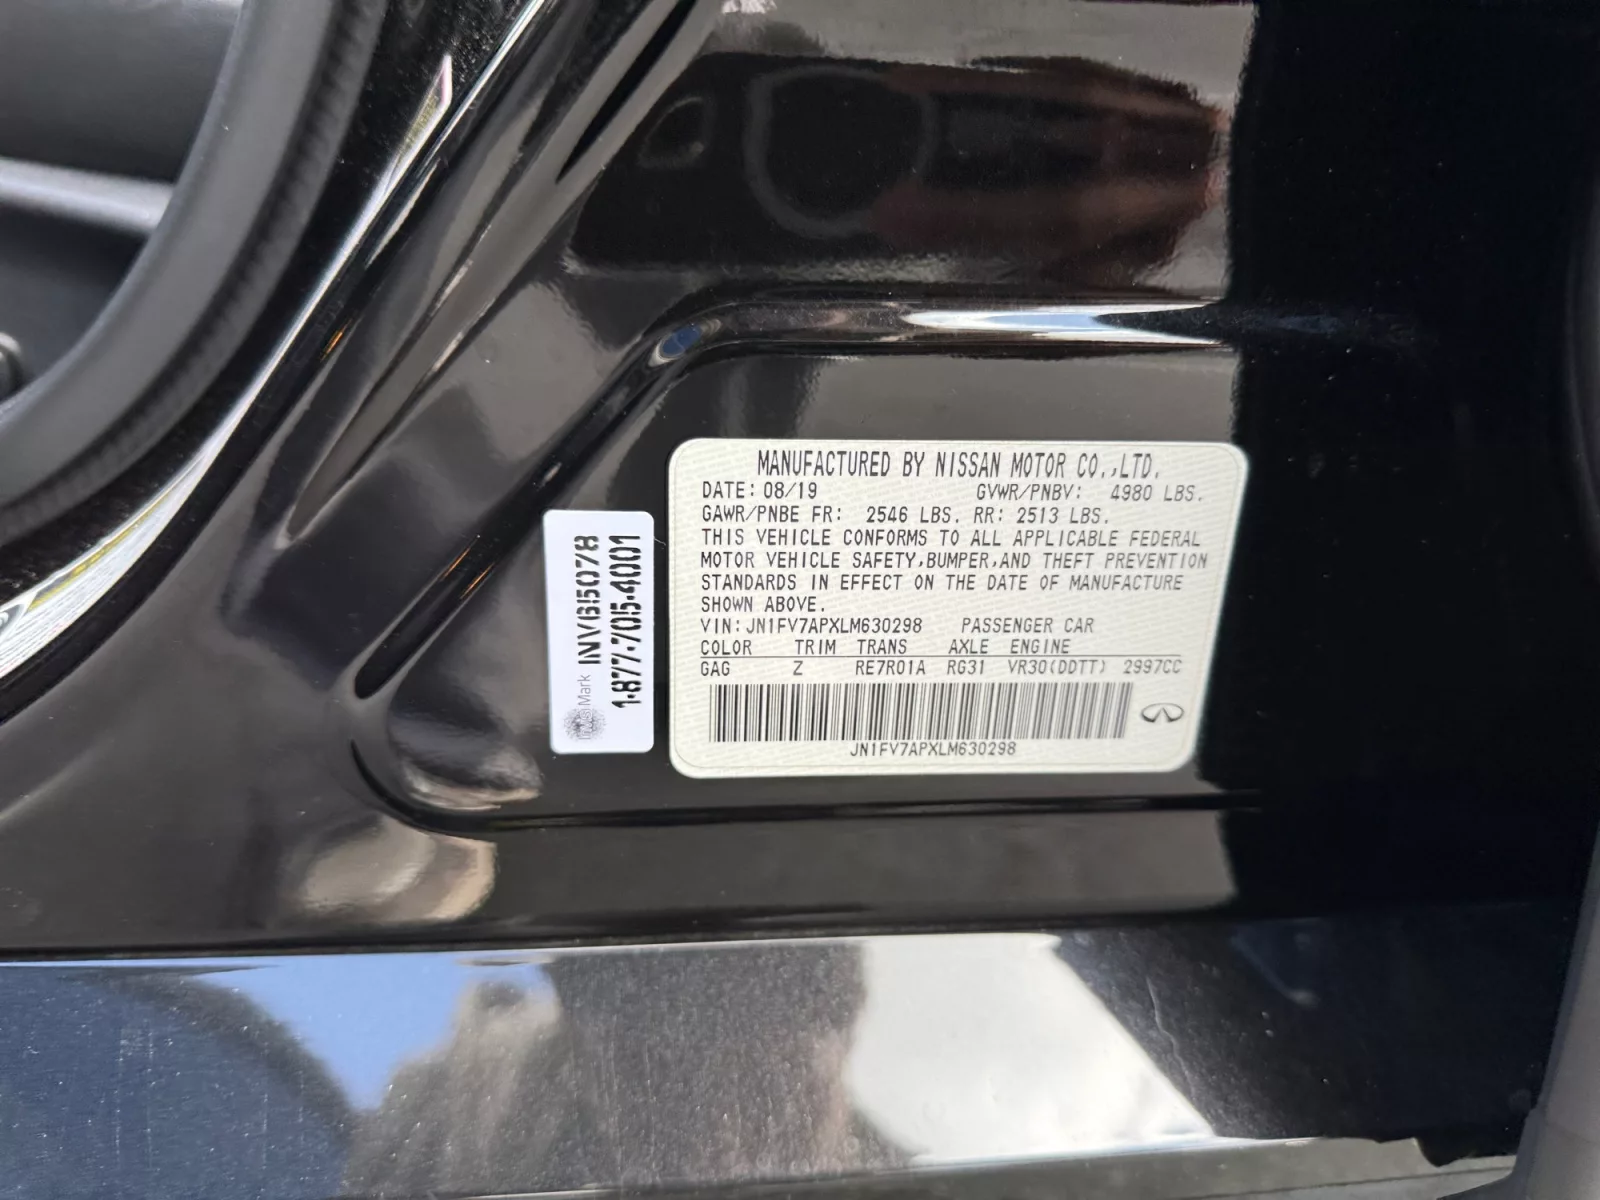 MANUFACTURED BY NISSAN MOTOR CO.,LTD.
DATE: 08/19 GVWR/PNBV: 4980 LBS.
GAWR/PNBE FR: 2546 LBS. RR: 2513 LBS.
THIS VEHICLE CONFORMS TO ALL APPLICABLE FEDERAL
MOTOR VEHICLE SAFETY,BUMPER,AND THEFT PREVENTION
STANDARDS IN EFFECT ON THE DATE OF MANUFACTURE
SHOWN ABOVE.
VIN: JN1FV7APXLM630298 PASSENGER CAR
COLOR TRIM TRANS AXLE ENGINE
GAG Z RE7R01A RG31 VR30(DDTT) 2997CC
JN1FV7APXLM630298
Mark INV65078
1-877-705-4001